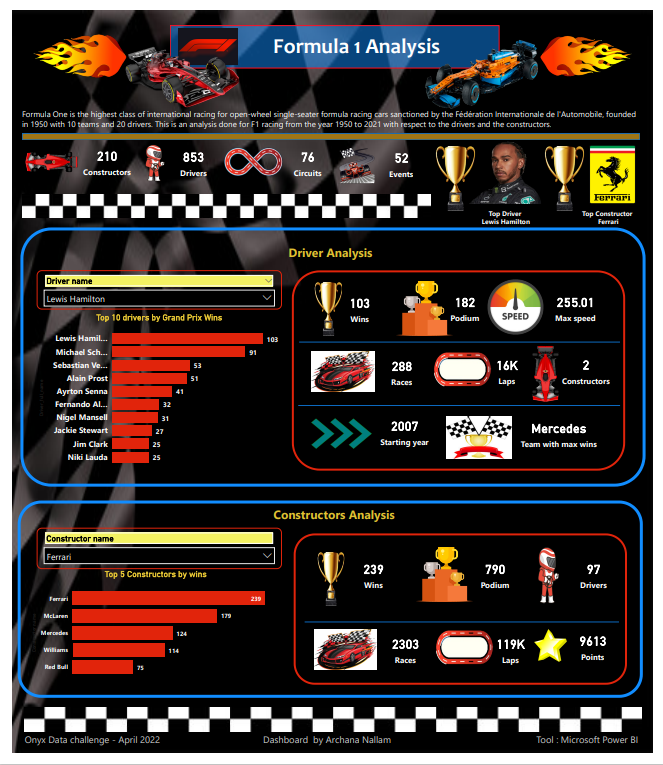 Formula 1 Analysis
Formula One is the highest class of international racing for open-wheel single-seater formula racing cars sanctioned by the Fédération Internationale de l'Automobile, founded
in 1950 with 10 teams and 20 drivers. This is an analysis done for F1 racing from the year 1950 to 2021 with respect to the drivers and the constructors.
210
Constructors
853
Drivers
76
Circuits
52
Events
Top Driver
Lewis Hamilton
Ferrari
Top Constructor
Ferrari
Driver Analysis
Driver name
Lewis Hamilton
Top 10 drivers by Grand Prix Wins
Lewis Hamil... 103
Michael Sch... 91
Sebastian Ve... 53
Alain Prost 51
Ayrton Senna 41
Fernando Al... 32
Nigel Mansell 31
Jackie Stewart 27
Jim Clark 25
Niki Lauda 25
103
Wins
182
Podium
SPEED
255.01
Max speed
288
Races
16K
Laps
2
Constructors
2007
Starting year
Mercedes
Team with max wins
Constructors Analysis
Constructor name
Ferrari
Top 5 Constructors by wins
Ferrari 239
McLaren 179
Mercedes 124
Williams 114
Red Bull 75
239
Wins
790
Podium
97
Drivers
2303
Races
119K
Laps
9613
Points
Onyx Data challenge - April 2022
Dashboard by Archana Nallam
Tool : Microsoft Power BI